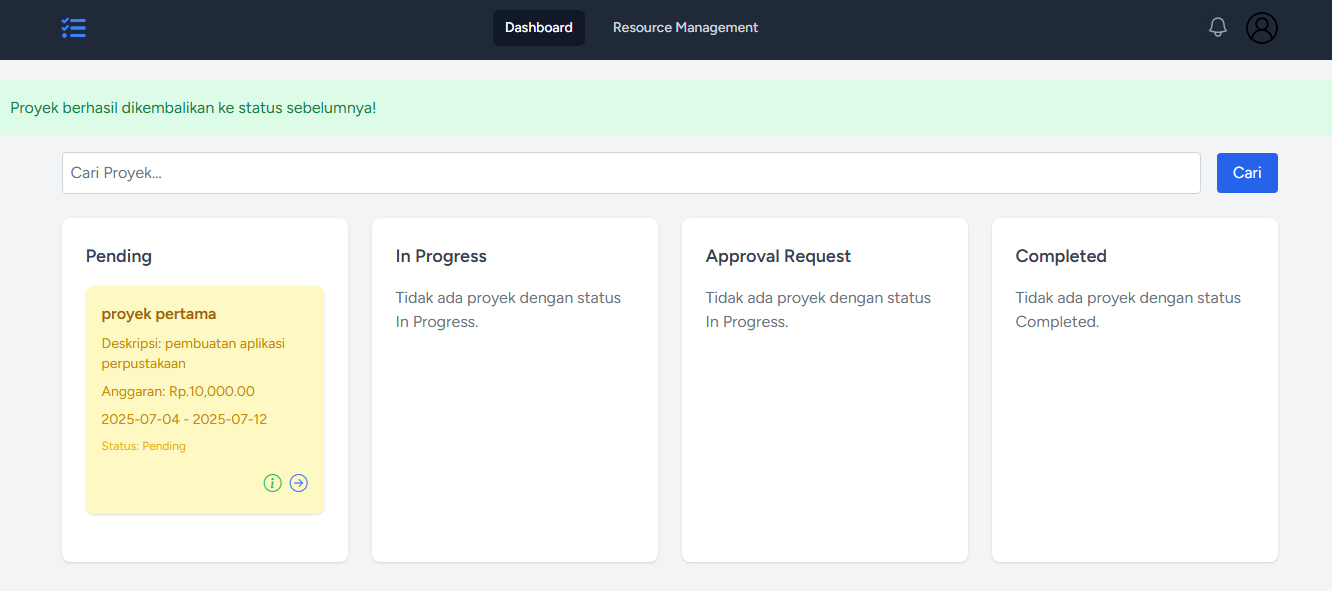 Dashboard
Resource Management
Proyek berhasil dikembalikan ke status sebelumnya!
Cari Proyek...
Cari
Pending
proyek pertama
Deskripsi: pembuatan aplikasi
perpustakaan
Anggaran: Rp.10,000.00
2025-07-04 - 2025-07-12
Status: Pending
In Progress
Tidak ada proyek dengan status
In Progress.
Approval Request
Tidak ada proyek dengan status
In Progress.
Completed
Tidak ada proyek dengan status
Completed.